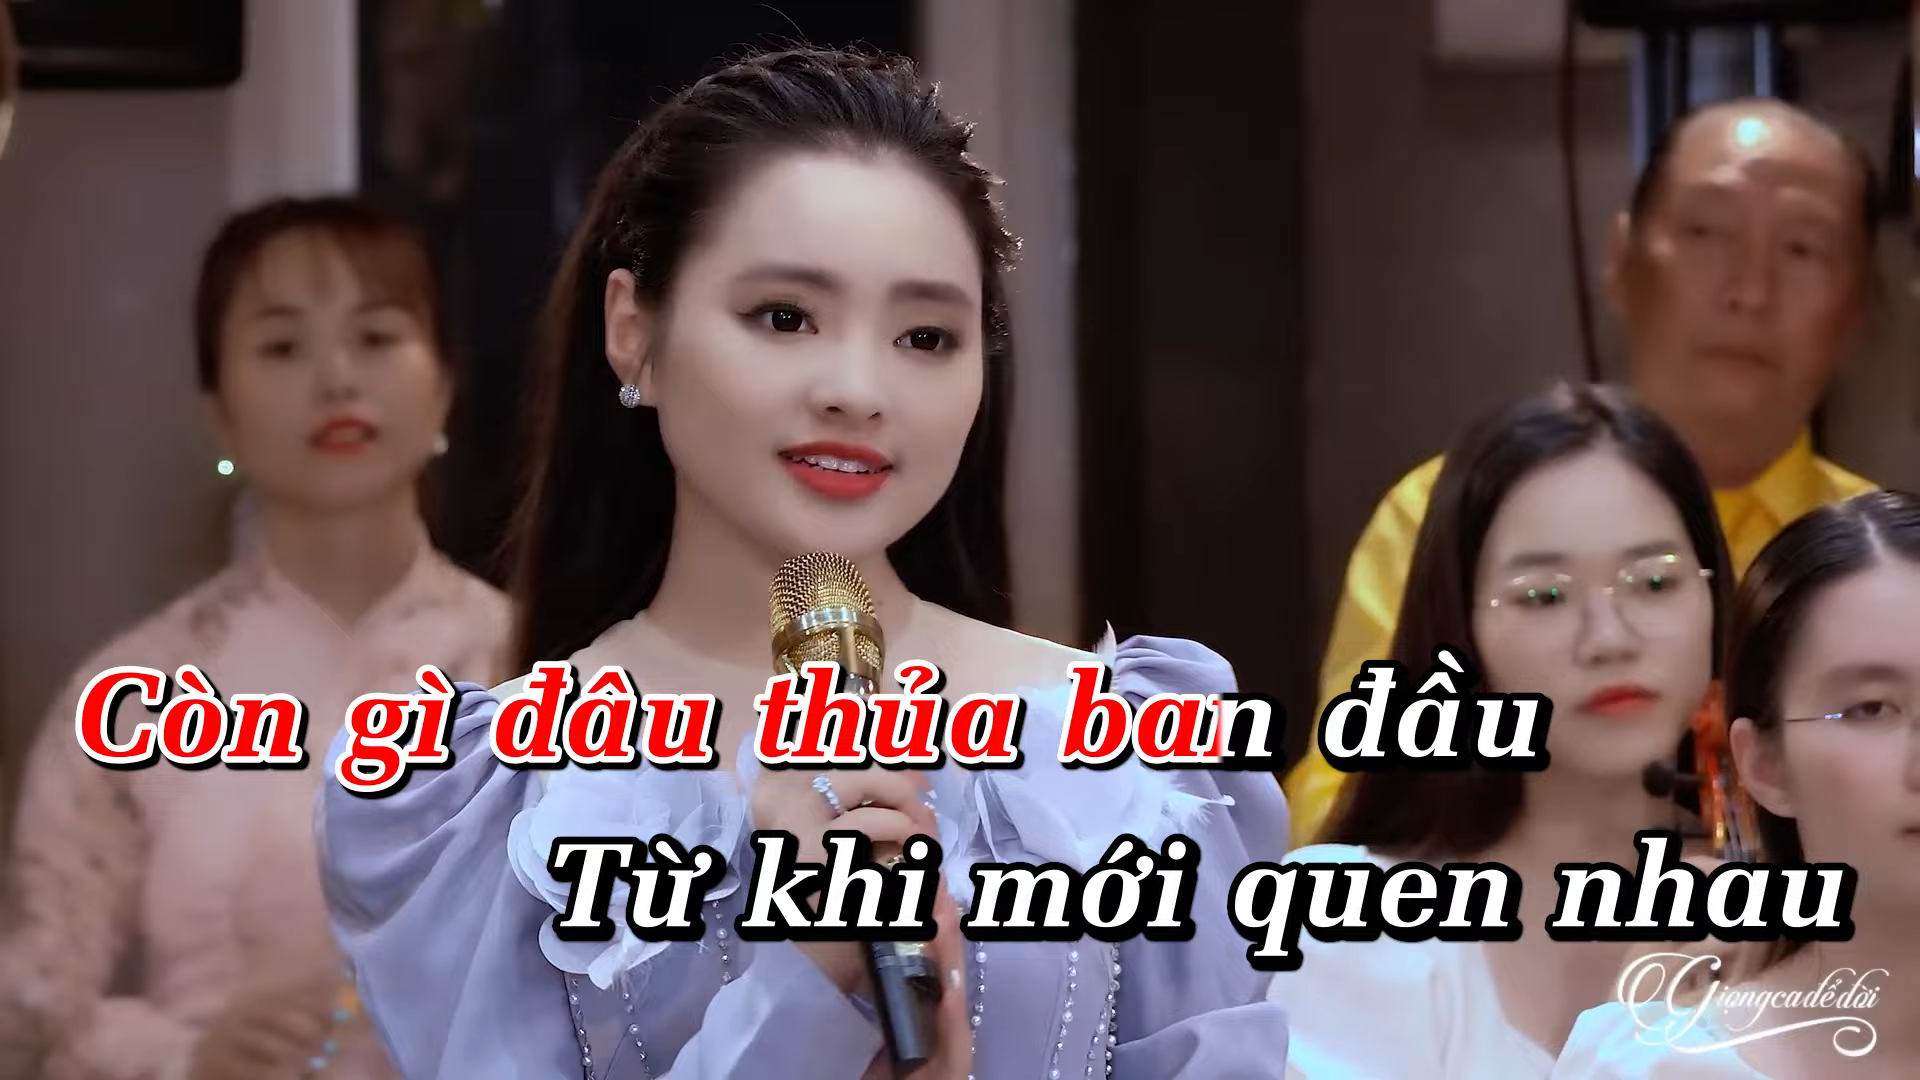 Còn gì đâu thủa ban đầu
Từ khi mới quen nhau
Giọngcađểđời